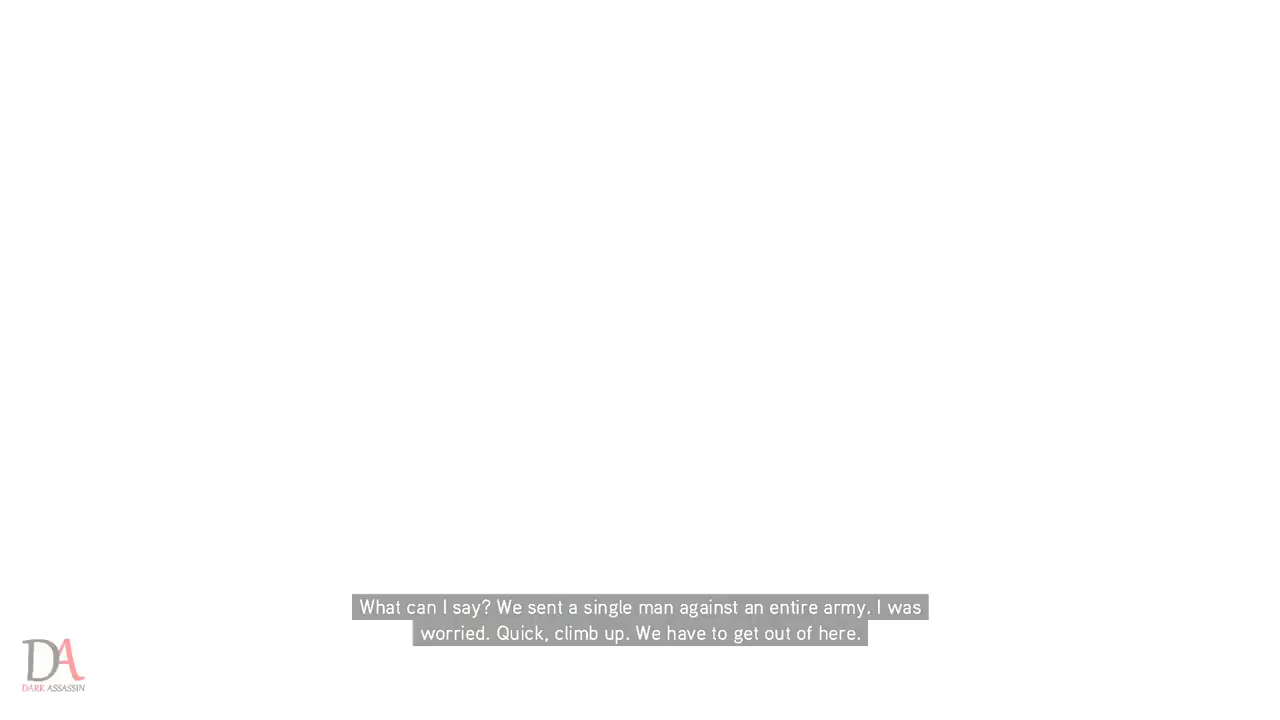 What can I say? We sent a single man against an entire army. I was
worried. Quick, climb up. We have to get out of here.
DA
DARK ASSASSIN